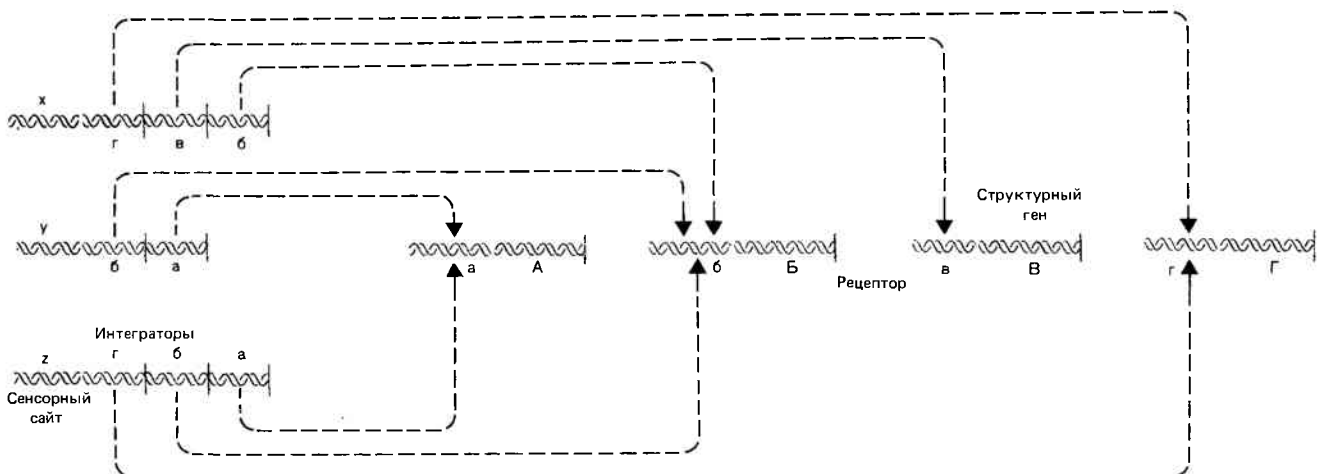 x
г в б
y
б а
Структурный
ген
а А
б Б
Рецептор
в В
г Г
Интеграторы
z г б а
Сенсорный
сайт